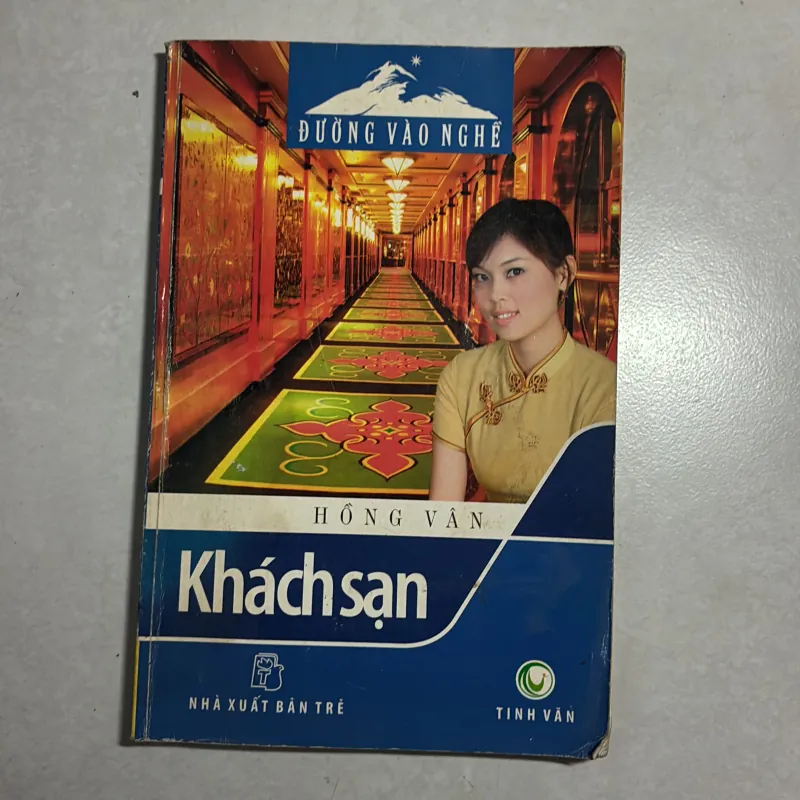 ĐƯỜNG VÀO NGHỀ
HỒNG VÂN
Khách sạn
NHÀ XUẤT BẢN TRẺ
TINH VĂN